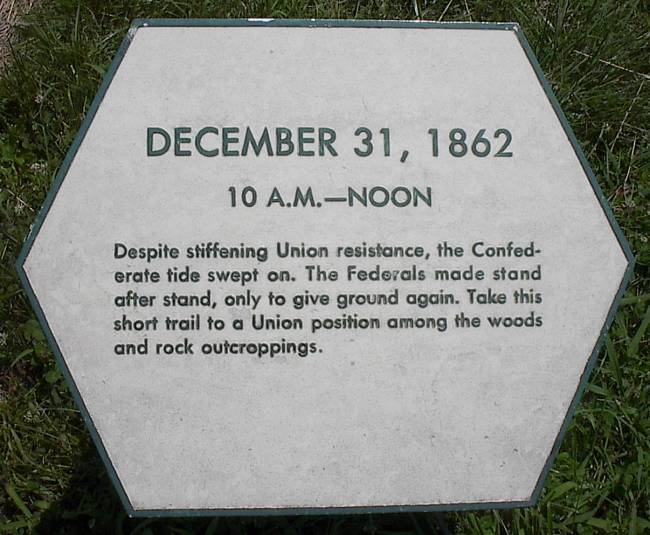 DECEMBER 31, 1862
10 A.M.—NOON
Despite stiffening Union resistance, the Confed-
erate tide swept on. The Federals made stand
after stand, only to give ground again. Take this
short trail to a Union position among the woods
and rock outcroppings.